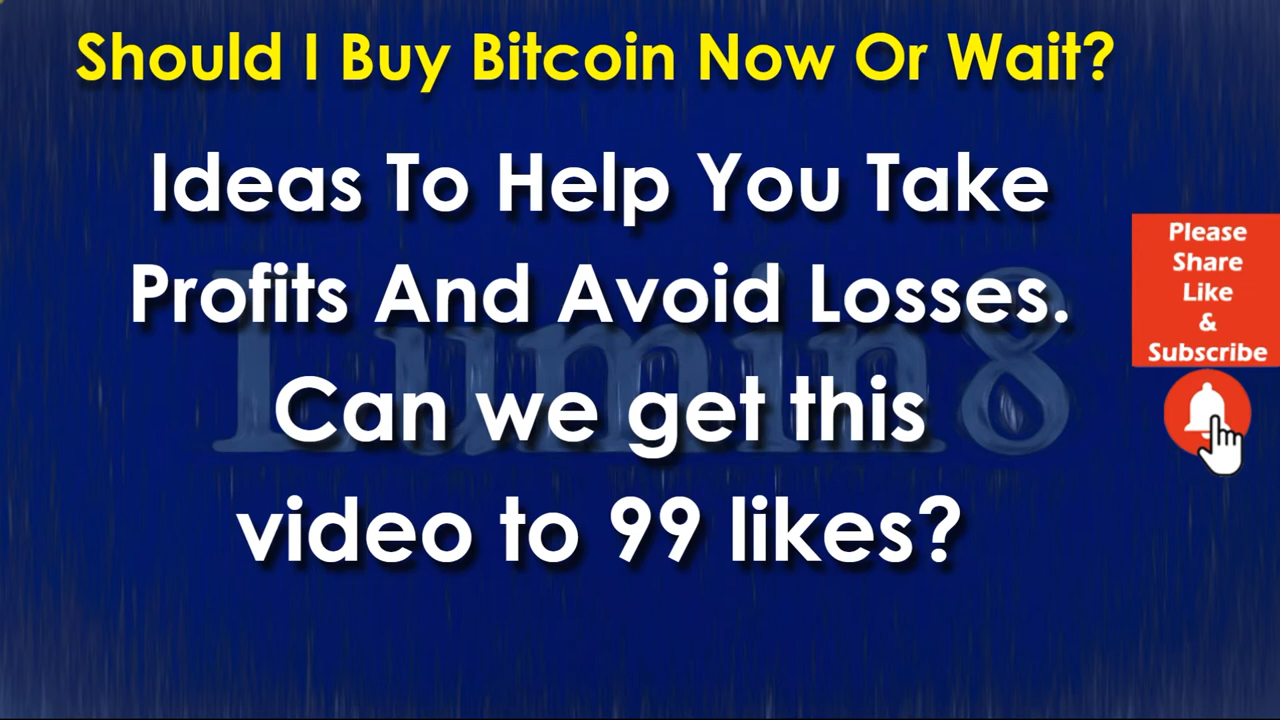 Should I Buy Bitcoin Now Or Wait?
Ideas To Help You Take
Profits And Avoid Losses.
Can we get this
video to 99 likes?
Lumin8
Please
Share
Like
&
Subscribe